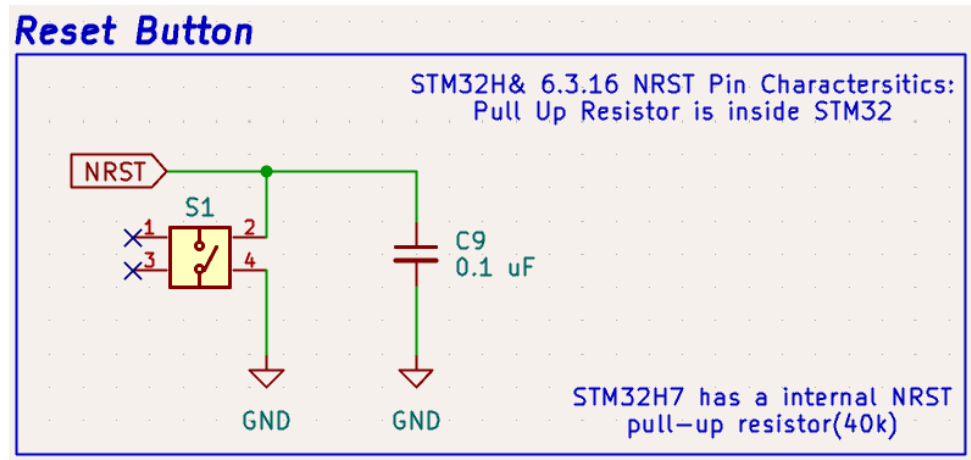 Reset Button
STM32H& 6.3.16 NRST Pin Charactersitics:
Pull Up Resistor is inside STM32
NRST
S1
1
2
3
4
C9
0.1 uF
GND
GND
STM32H7 has a internal NRST
pull-up resistor(40k)